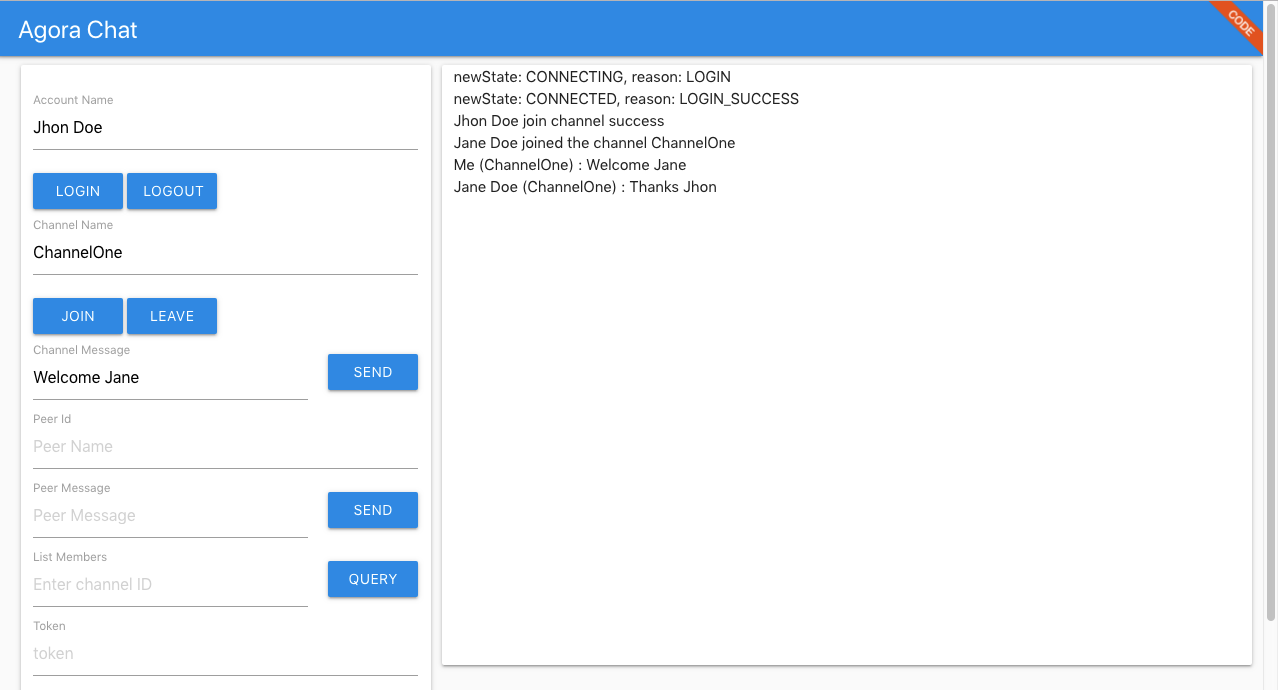 Agora Chat
CODE
Account Name
Jhon Doe
LOGIN LOGOUT
Channel Name
ChannelOne
JOIN LEAVE
Channel Message
Welcome Jane
SEND
Peer Id
Peer Name
Peer Message
Peer Message
SEND
List Members
Enter channel ID
QUERY
Token
token
newState: CONNECTING, reason: LOGIN
newState: CONNECTED, reason: LOGIN_SUCCESS
Jhon Doe join channel success
Jane Doe joined the channel ChannelOne
Me (ChannelOne) : Welcome Jane
Jane Doe (ChannelOne) : Thanks Jhon